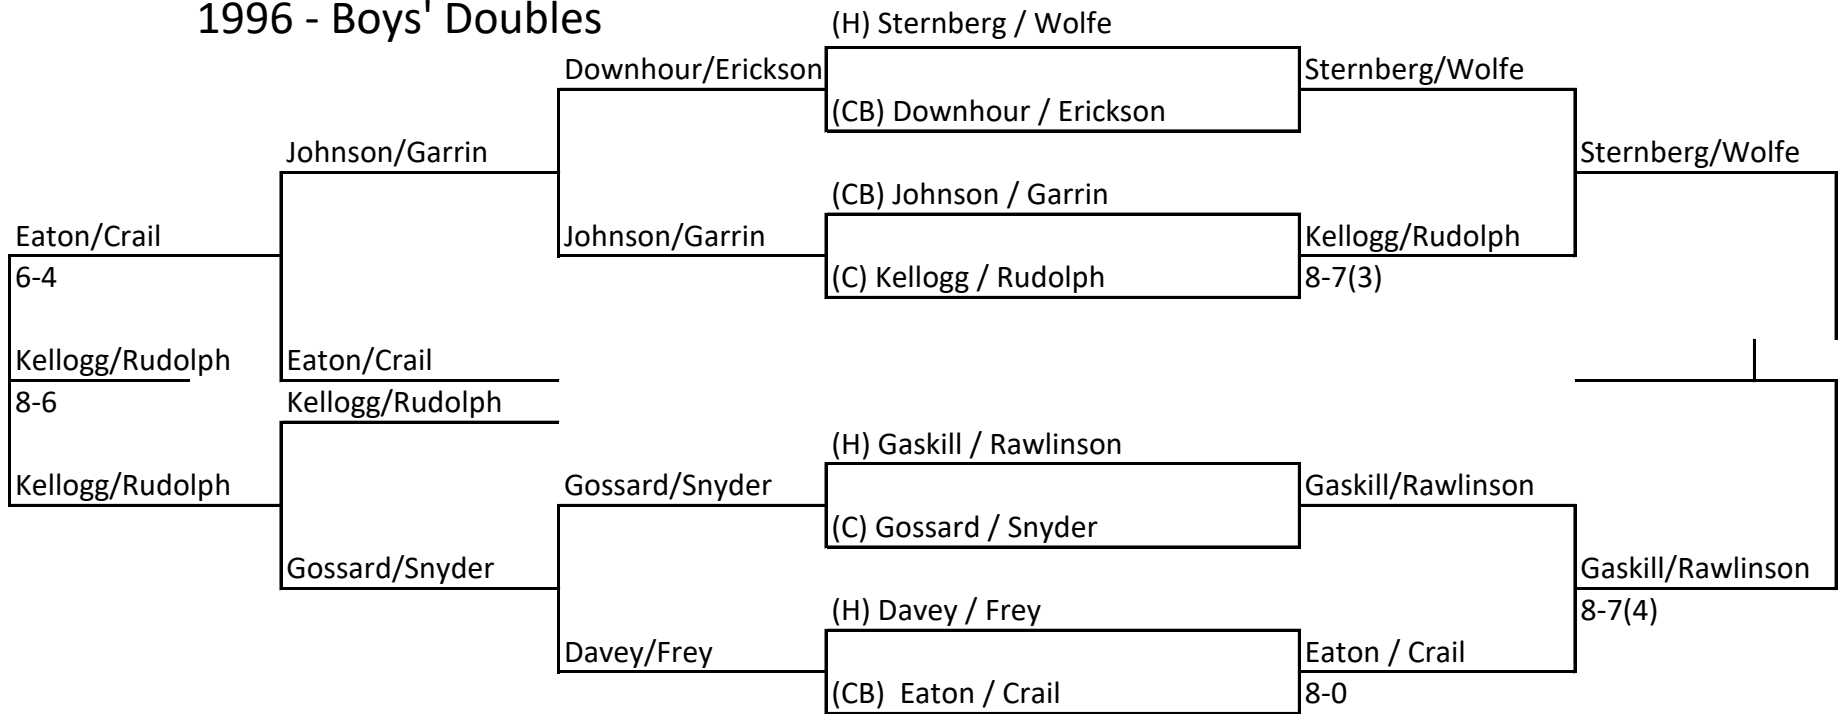 1996 - Boys' Doubles
(H) Sternberg / Wolfe
Downhour/Erickson
Sternberg/Wolfe
(CB) Downhour / Erickson
Johnson/Garrin
Sternberg/Wolfe
(CB) Johnson / Garrin
Eaton/Crail
Johnson/Garrin
Kellogg/Rudolph
6-4
(C) Kellogg / Rudolph
8-7(3)
Kellogg/Rudolph
Eaton/Crail
8-6
Kellogg/Rudolph
(H) Gaskill / Rawlinson
Kellogg/Rudolph
Gossard/Snyder
Gaskill/Rawlinson
(C) Gossard / Snyder
Gossard/Snyder
Gaskill/Rawlinson
(H) Davey / Frey
8-7(4)
Davey/Frey
Eaton / Crail
(CB)  Eaton / Crail
8-0